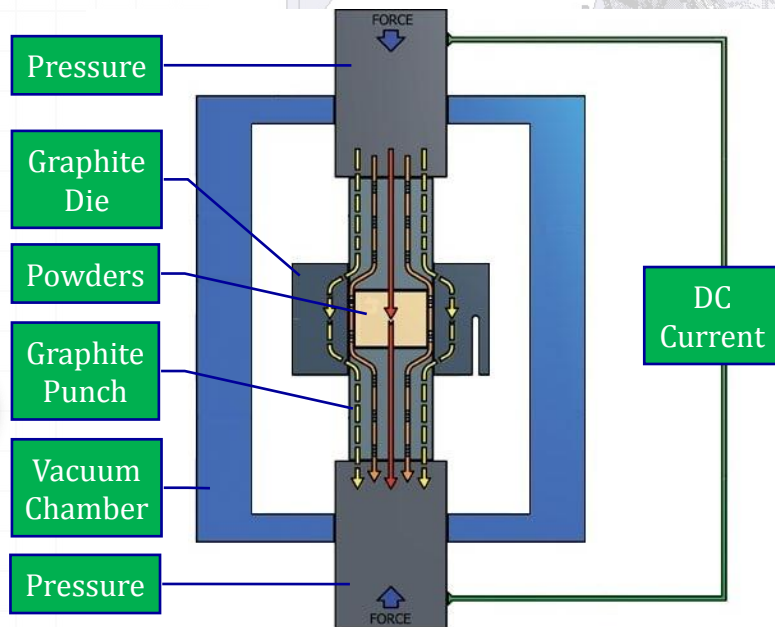 FORCE
Pressure
Graphite
Die
Powders
Graphite
Punch
Vacuum
Chamber
Pressure
DC
Current
FORCE